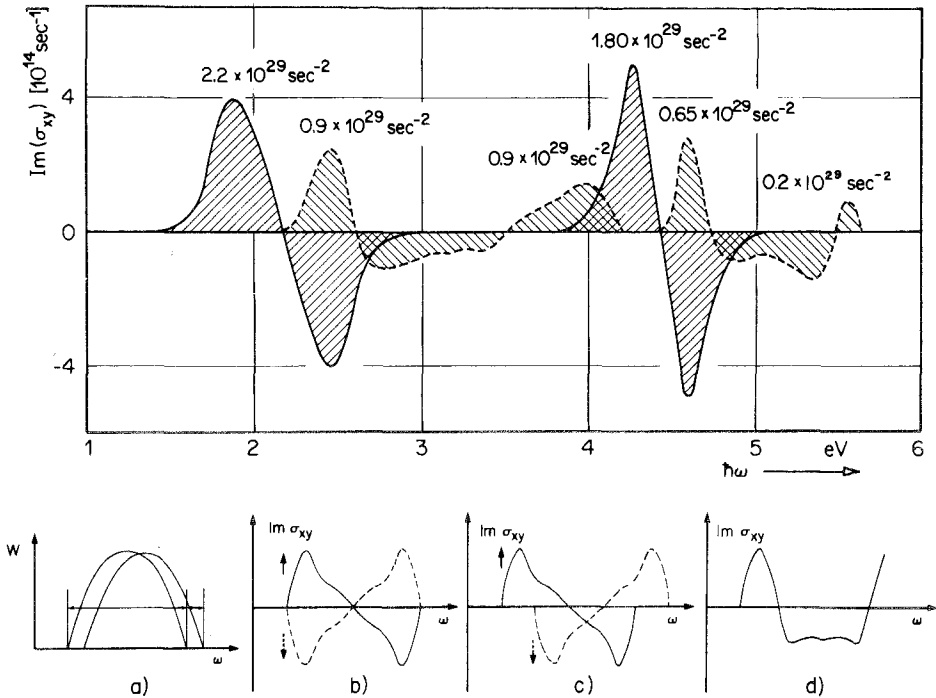 Im (σxy) [10^14 sec^-1]
2.2 × 10^29 sec^-2
0.9 × 10^29 sec^-2
0.9 × 10^29 sec^-2
1.80 × 10^29 sec^-2
0.65 × 10^29 sec^-2
0.2 × 10^29 sec^-2
4
0
-4
1 2 3 4 5 eV 6
ħω
W
ω
a)
Im σxy
ω
b)
Im σxy
ω
c)
Im σxy
ω
d)